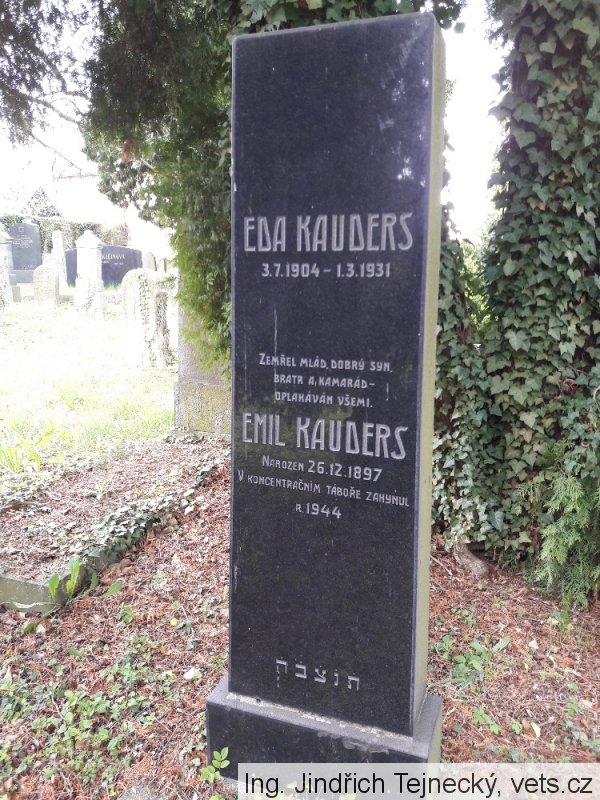 EDA KAUDERS
3.7.1904 – 1.3.1931
ZEMŘEL MLÁD, DOBRÝ SYN,
BRATR A, KAMARÁD-
OPLAKÁVÁN VŠEMI.
EMIL KAUDERS
NAROZEN 26.12.1897
V KONCENTRAČNÍM TÁBOŘE ZAHYNUL
R. 1944
תנצבה
Ing. Jindřich Tejnecký, vets.cz